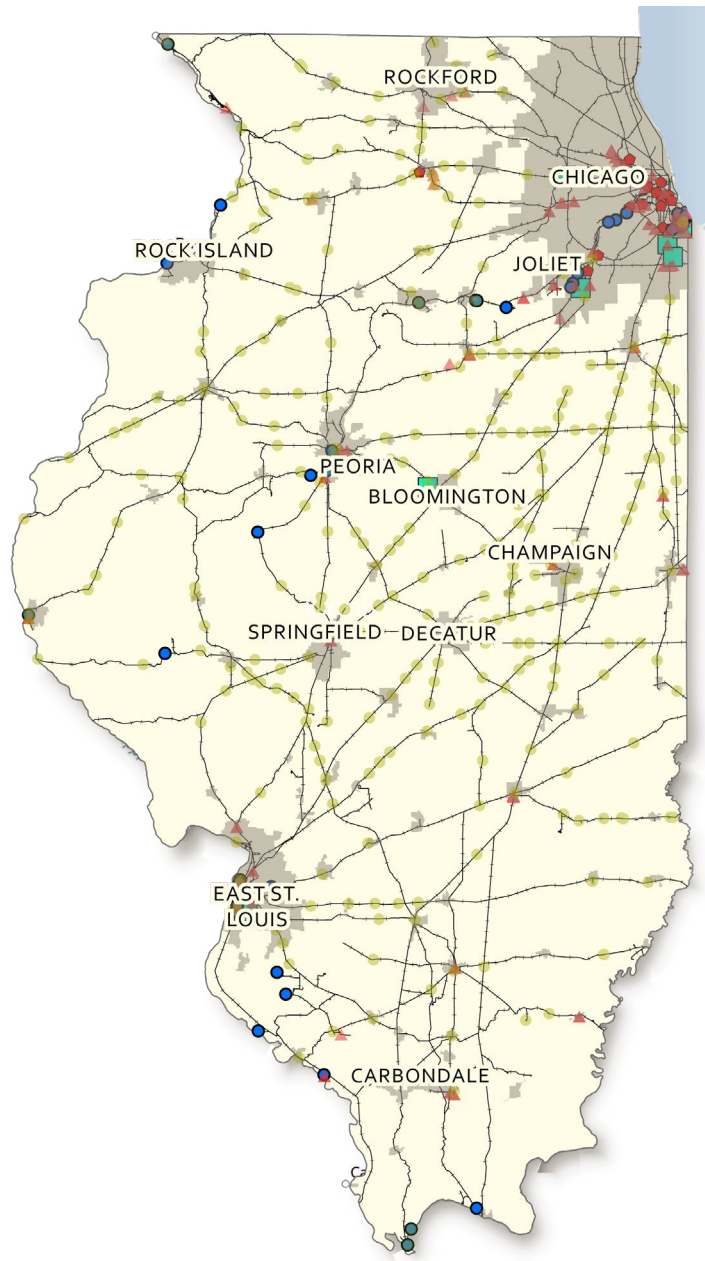 ROCKFORD
CHICAGO
ROCK ISLAND
JOLIET
PEORIA
BLOOMINGTON
CHAMPAIGN
SPRINGFIELD
DECATUR
EAST ST.
LOUIS
CARBONDALE